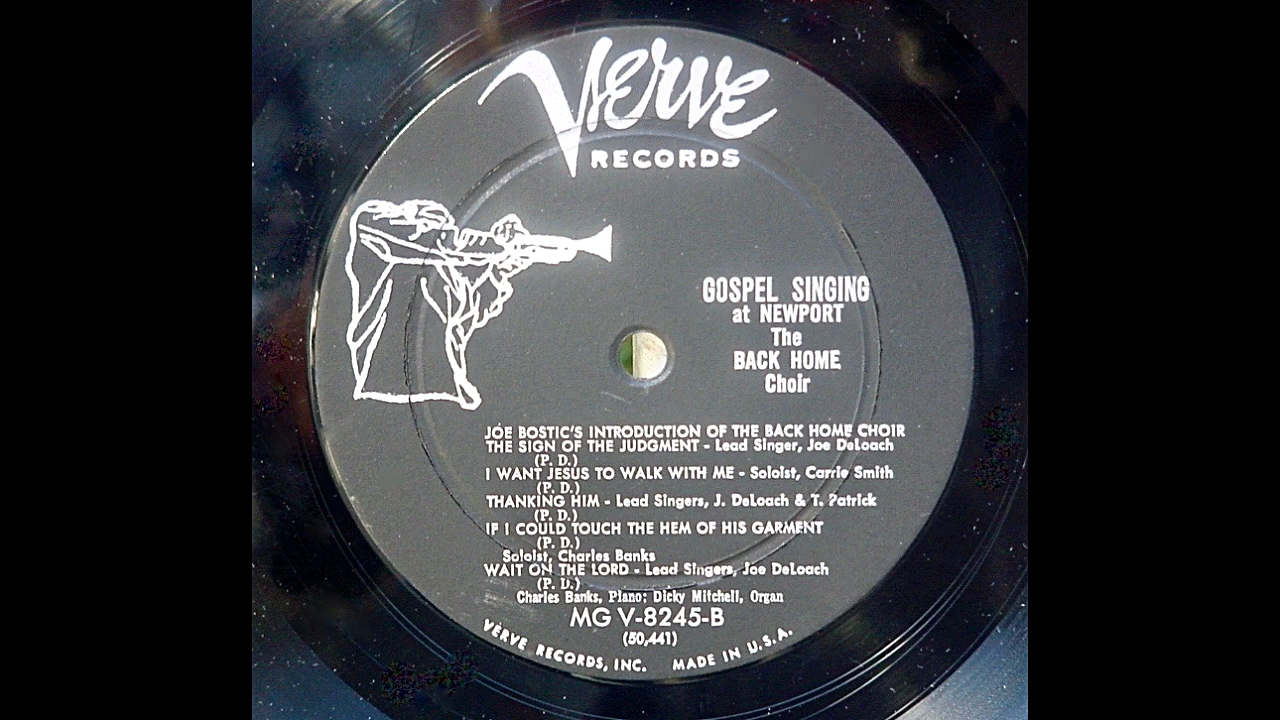 Verve
RECORDS
GOSPEL SINGING
at NEWPORT
The
BACK HOME
Choir
JOE BOSTIC'S INTRODUCTION OF THE BACK HOME CHOIR
THE SIGN OF THE JUDGMENT - Lead Singer, Joe DeLoach
(P. D.)
I WANT JESUS TO WALK WITH ME - Soloist, Carrie Smith
(P. D.)
THANKING HIM - Lead Singers, J. DeLoach & T. Patrick
(P. D.)
IF I COULD TOUCH THE HEM OF HIS GARMENT
(P. D.)
Soloist, Charles Banks
WAIT ON THE LORD - Lead Singers, Joe DeLoach
(P. D.)
Charles Banks, Piano; Dicky Mitchell, Organ
MG V-8245-B
(50,441)
VERVE RECORDS, INC. MADE IN U.S.A.